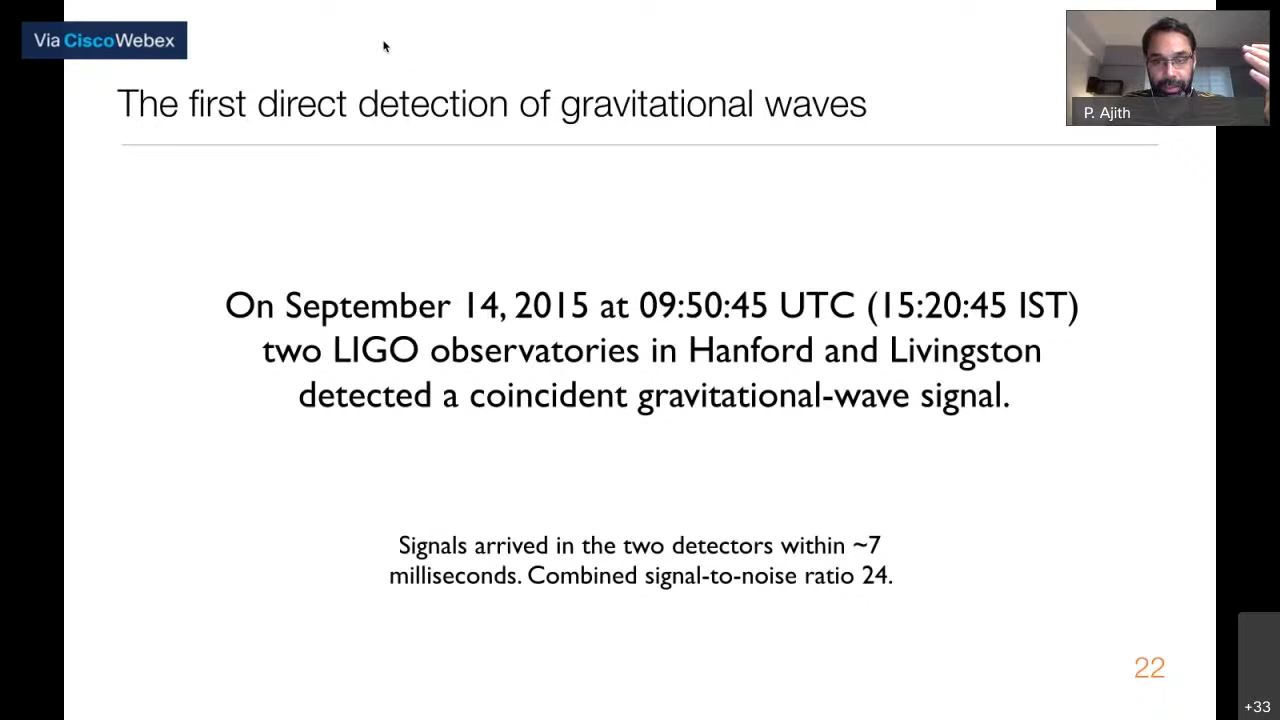 Via Cisco Webex
P. Ajith
The first direct detection of gravitational waves
On September 14, 2015 at 09:50:45 UTC (15:20:45 IST)
two LIGO observatories in Hanford and Livingston
detected a coincident gravitational-wave signal.
Signals arrived in the two detectors within ~7
milliseconds. Combined signal-to-noise ratio 24.
22
+33